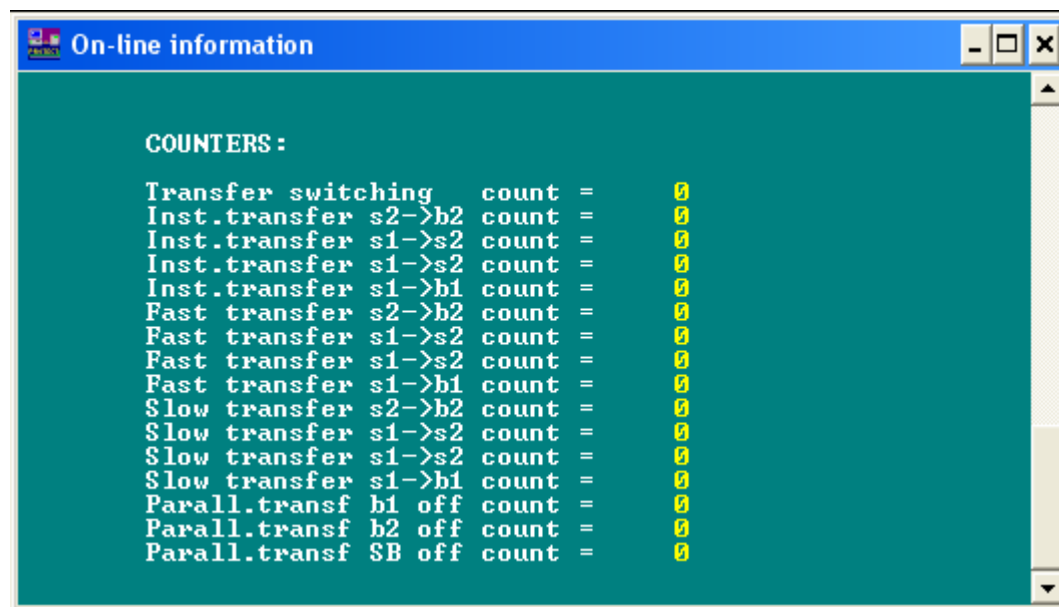 On-line information
COUNTERS:
Transfer switching count = 0
Inst.transfer s2->b2 count = 0
Inst.transfer s1->s2 count = 0
Inst.transfer s1->s2 count = 0
Inst.transfer s1->b1 count = 0
Fast transfer s2->b2 count = 0
Fast transfer s1->s2 count = 0
Fast transfer s1->s2 count = 0
Fast transfer s1->b1 count = 0
Slow transfer s2->b2 count = 0
Slow transfer s1->s2 count = 0
Slow transfer s1->s2 count = 0
Slow transfer s1->b1 count = 0
Parall.transf b1 off count = 0
Parall.transf b2 off count = 0
Parall.transf SB off count = 0